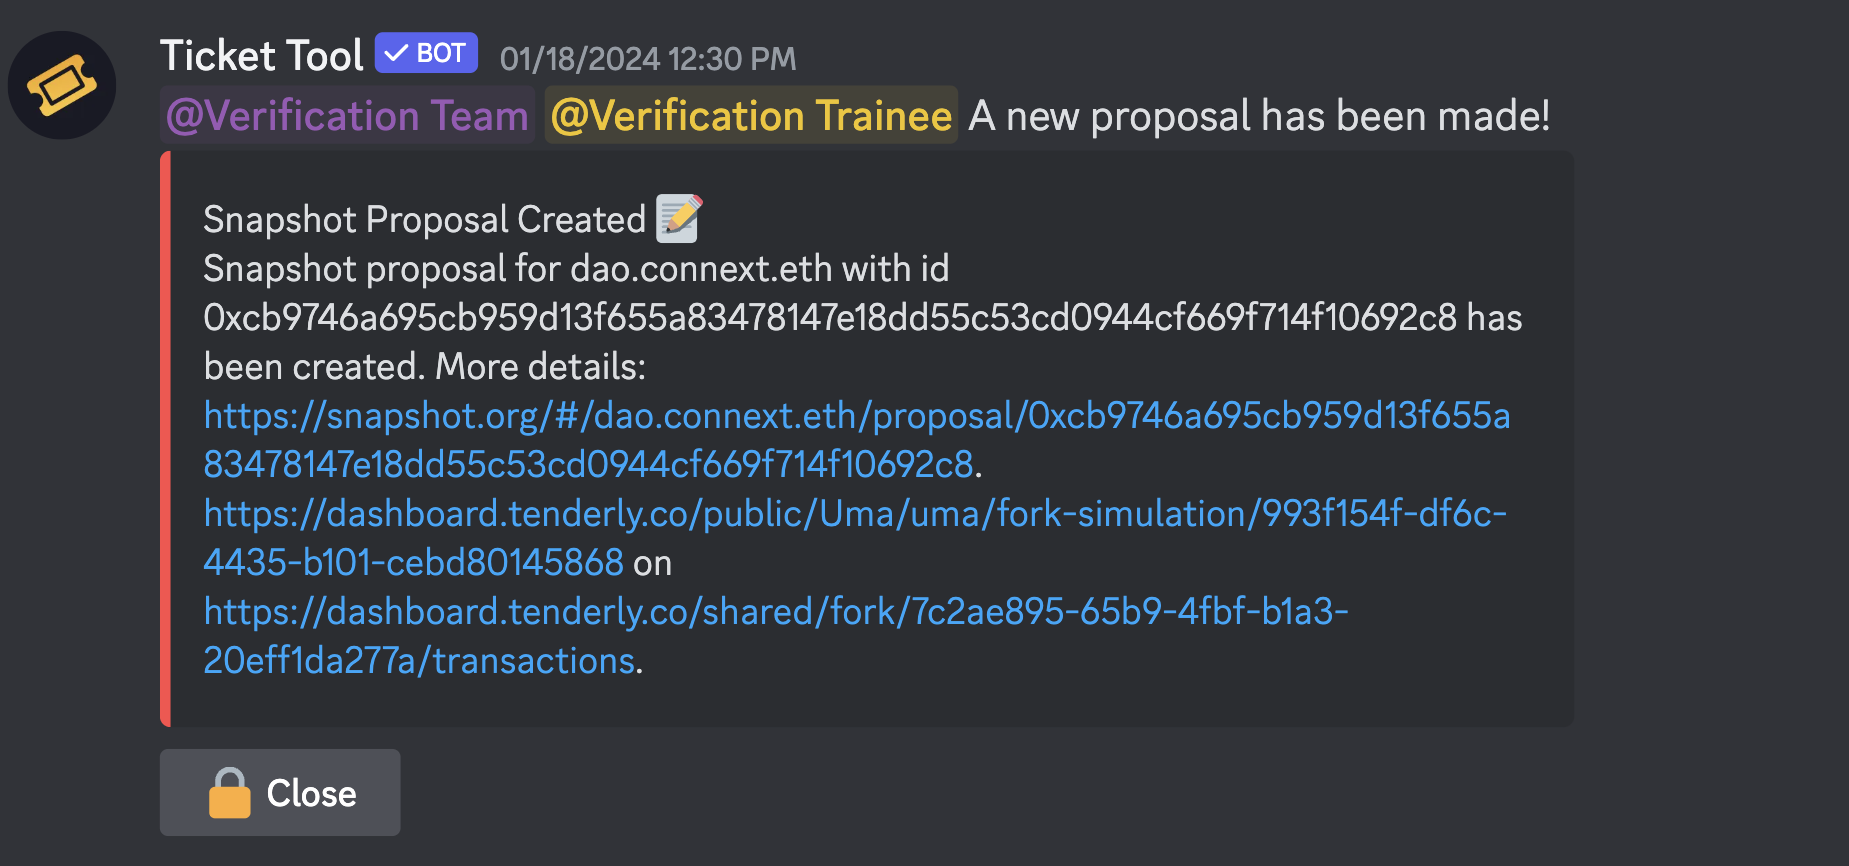 Ticket Tool ✓ BOT 01/18/2024 12:30 PM
@Verification Team @Verification Trainee A new proposal has been made!
Snapshot Proposal Created 📝
Snapshot proposal for dao.connext.eth with id
0xcb9746a695cb959d13f655a83478147e18dd55c53cd0944cf669f714f10692c8 has
been created. More details:
https://snapshot.org/#/dao.connext.eth/proposal/0xcb9746a695cb959d13f655a
83478147e18dd55c53cd0944cf669f714f10692c8.
https://dashboard.tenderly.co/public/Uma/uma/fork-simulation/993f154f-df6c-
4435-b101-cebd80145868 on
https://dashboard.tenderly.co/shared/fork/7c2ae895-65b9-4fbf-b1a3-
20eff1da277a/transactions.
Close